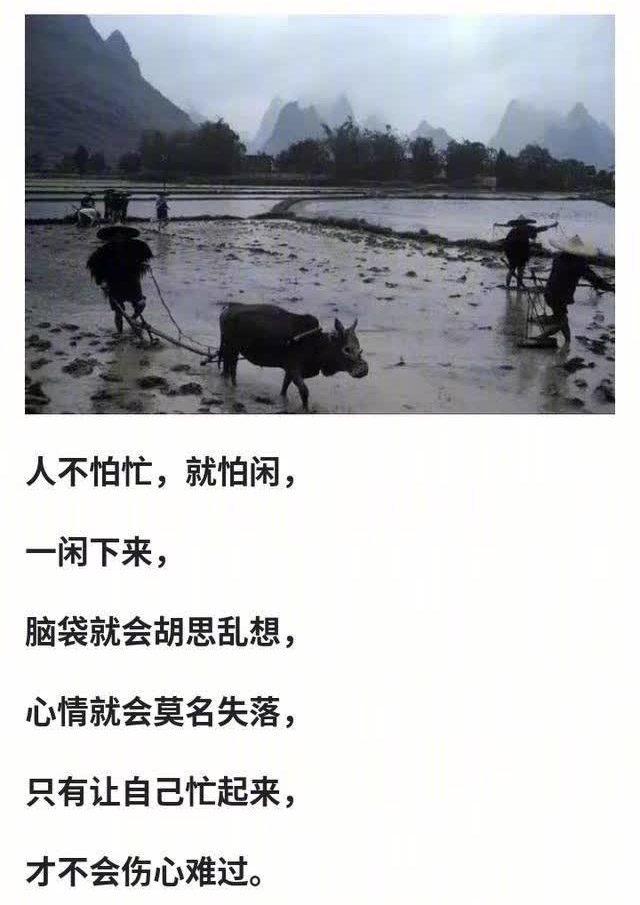 人不怕忙，就怕闲，
一闲下来，
脑袋就会胡思乱想，
心情就会莫名失落，
只有让自己忙起来，
才不会伤心难过。